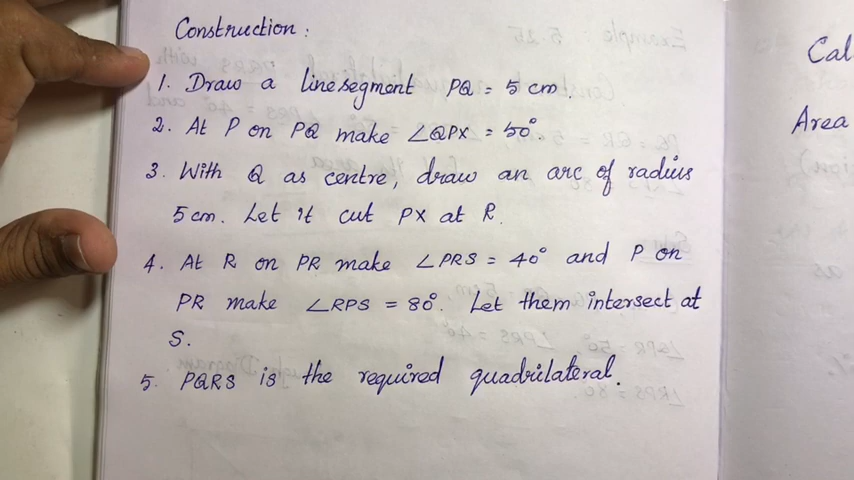 Construction :
1. Draw a linesegment PQ = 5 cm.
2. At P on PQ make ∠QPX = 50°.
3. With Q as centre, draw an arc of radius
5 cm. Let it cut PX at R.
4. At R on PR make ∠PRS = 40° and P on
PR make ∠RPS = 80°. Let them intersect at
S.
5. PQRS is the required quadrilateral.
Cal
Area